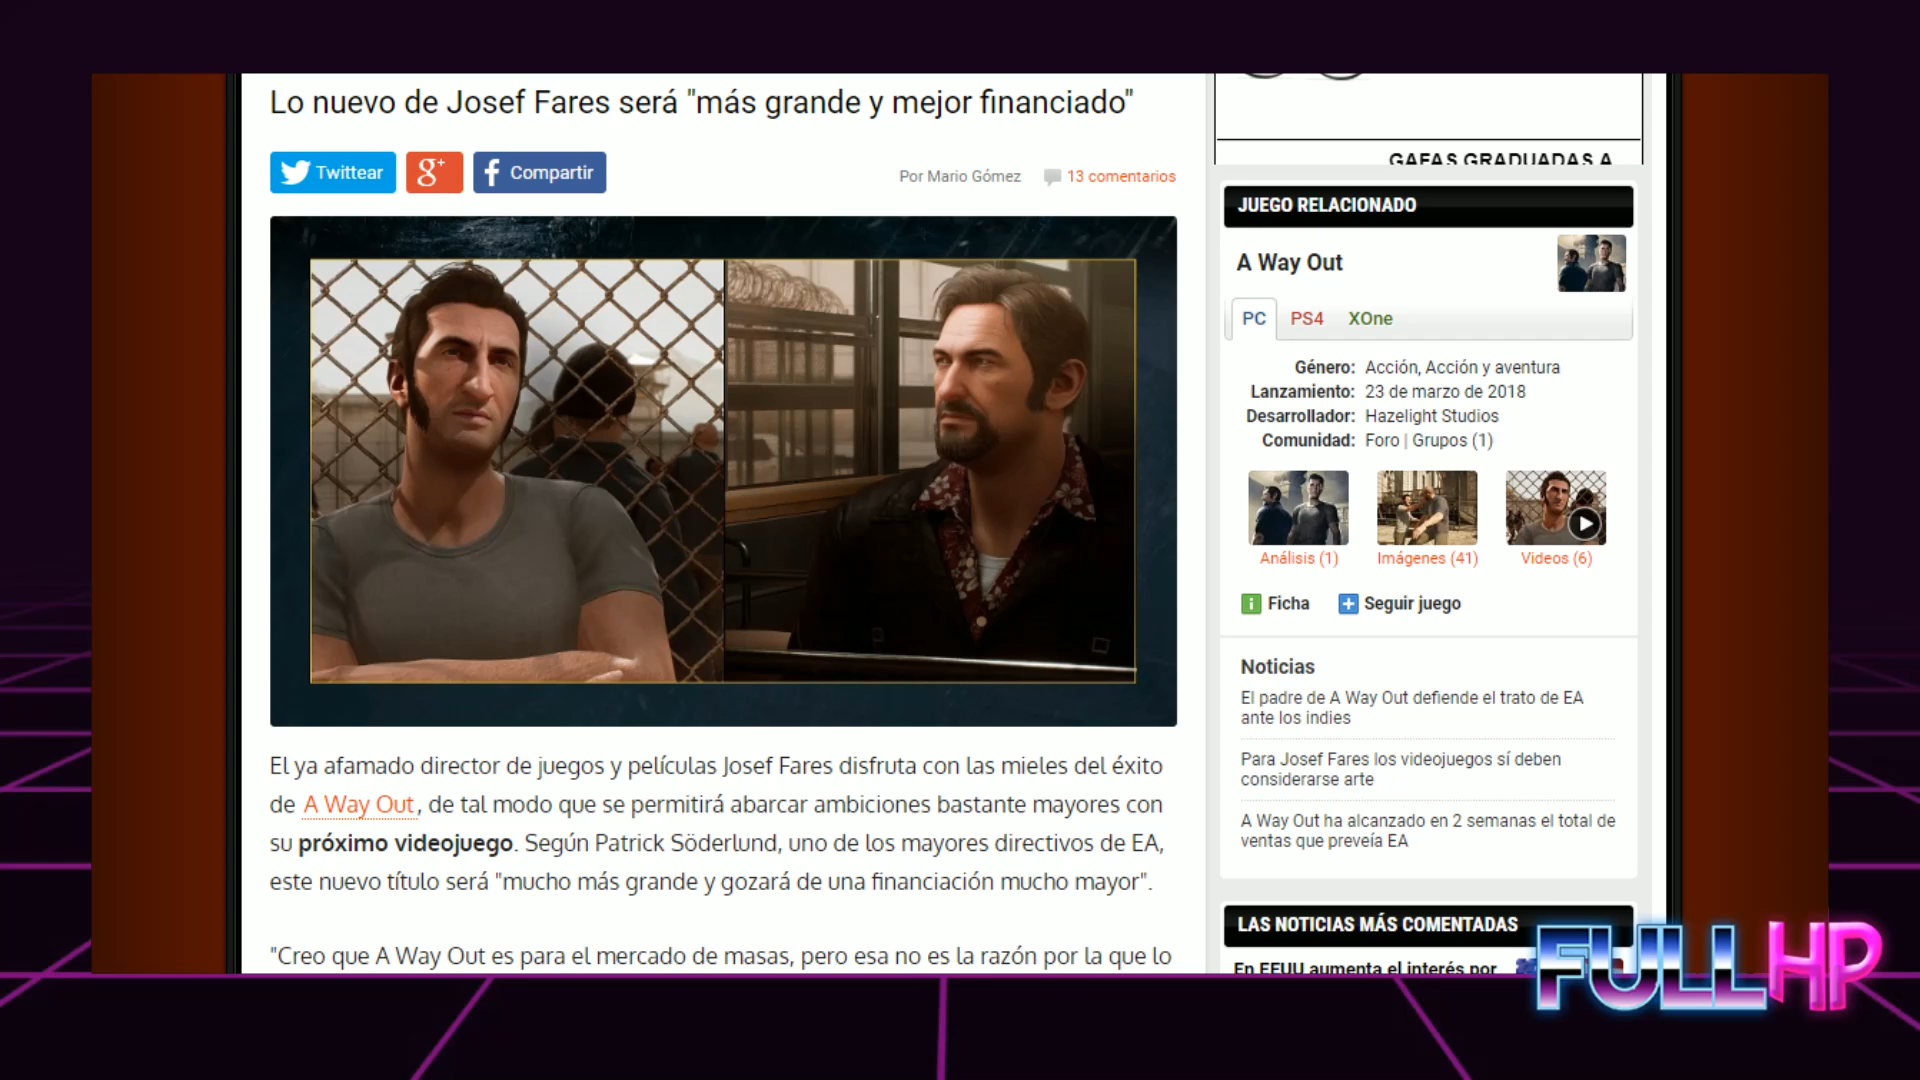 Lo nuevo de Josef Fares será "más grande y mejor financiado"
Twittear
g+
Compartir
Por Mario Gómez
13 comentarios
El ya afamado director de juegos y películas Josef Fares disfruta con las mieles del éxito
de A Way Out, de tal modo que se permitirá abarcar ambiciones bastante mayores con
su próximo videojuego. Según Patrick Söderlund, uno de los mayores directivos de EA,
este nuevo título será "mucho más grande y gozará de una financiación mucho mayor".
"Creo que A Way Out es para el mercado de masas, pero esa no es la razón por la que lo
GAFAS GRADUADAS A
JUEGO RELACIONADO
A Way Out
PC PS4 XOne
Género: Acción, Acción y aventura
Lanzamiento: 23 de marzo de 2018
Desarrollador: Hazelight Studios
Comunidad: Foro | Grupos (1)
Análisis (1) Imágenes (41) Videos (6)
Ficha Seguir juego
Noticias
El padre de A Way Out defiende el trato de EA
ante los indies
Para Josef Fares los videojuegos sí deben
considerarse arte
A Way Out ha alcanzado en 2 semanas el total de
ventas que preveía EA
LAS NOTICIAS MÁS COMENTADAS
En EEUU aumenta el interés por
FULL HP